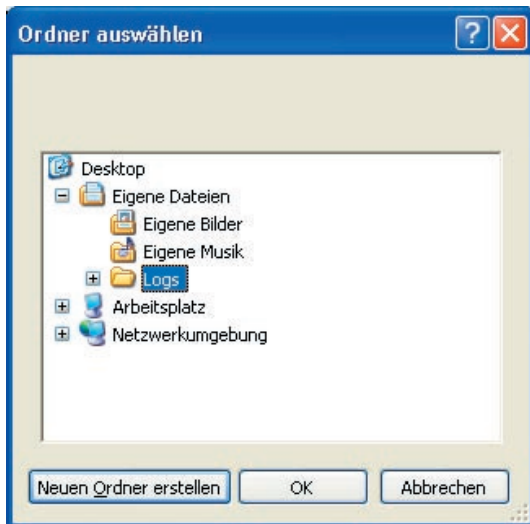 Ordner auswählen
Desktop
Eigene Dateien
Eigene Bilder
Eigene Musik
Logs
Arbeitsplatz
Netzwerkumgebung
Neuen Ordner erstellen OK Abbrechen